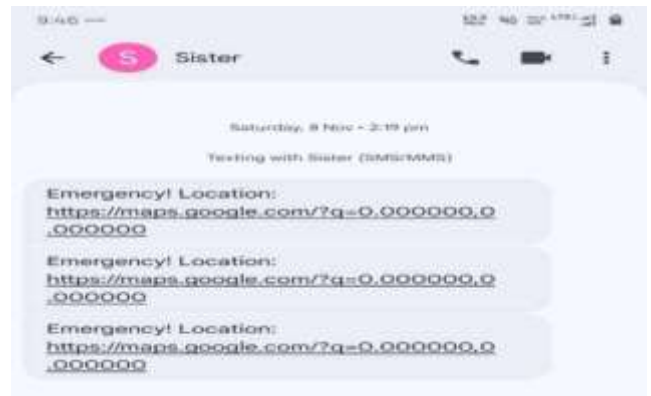 9:46
Sister
Saturday, 8 Nov • 2:19 pm
Texting with Sister (SMS/MMS)
Emergency! Location:
https://maps.google.com/?q=0.000000,0
.000000
Emergency! Location:
https://maps.google.com/?q=0.000000,0
.000000
Emergency! Location:
https://maps.google.com/?q=0.000000,0
.000000